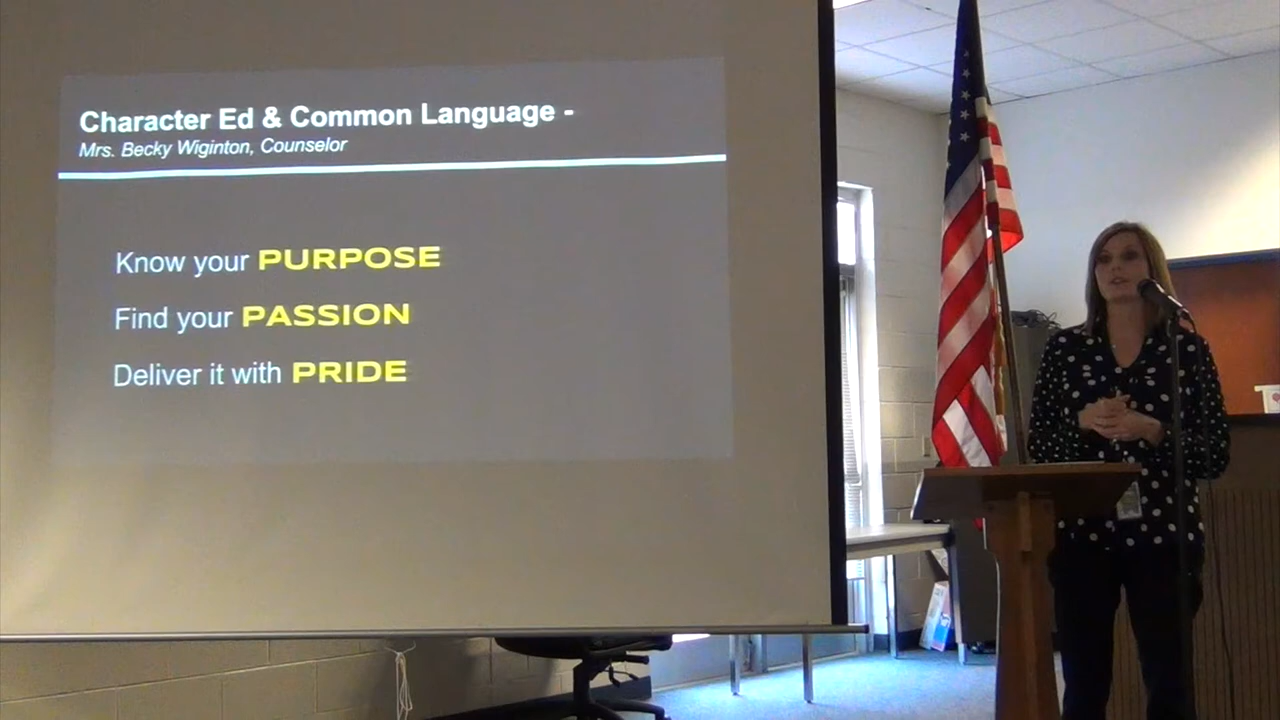 Character Ed & Common Language -
Mrs. Becky Wiginton, Counselor
Know your PURPOSE
Find your PASSION
Deliver it with PRIDE